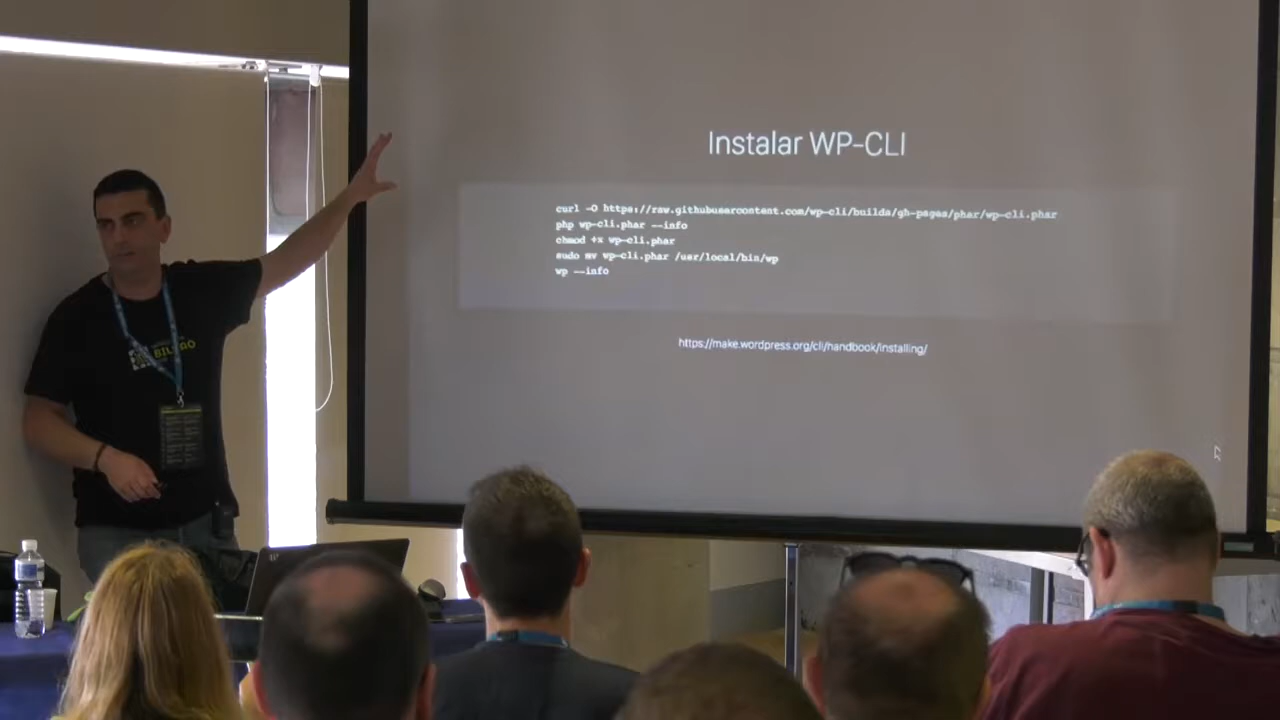 Instalar WP-CLI
curl -O https://raw.githubusercontent.com/wp-cli/builds/gh-pages/phar/wp-cli.phar
php wp-cli.phar --info
chmod +x wp-cli.phar
sudo mv wp-cli.phar /usr/local/bin/wp
wp --info
https://make.wordpress.org/cli/handbook/installing/